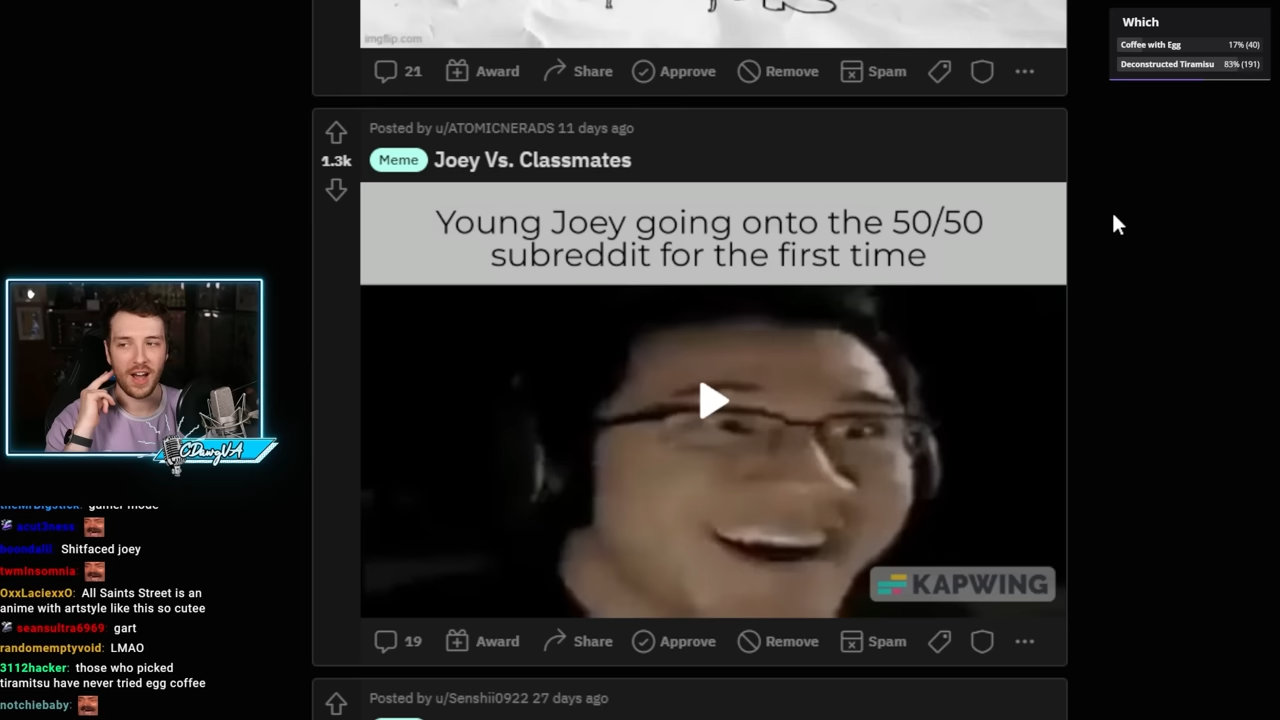 imgflip.com
21 Award Share Approve Remove Spam
Which
Coffee with Egg 17% (40)
Deconstructed Tiramisu 83% (191)
Posted by u/ATOMICNERADS 11 days ago
1.3k
Meme Joey Vs. Classmates
Young Joey going onto the 50/50
subreddit for the first time
KAPWING
19 Award Share Approve Remove Spam
Posted by u/Senshii0922 27 days ago
CDawgVA
theMrBigstick: gamer mode
acut3ness
boondalil: Shitfaced joey
twmInsomnia:
OxxLaciexxO: All Saints Street is an
anime with artstyle like this so cutee
seansultra6969: gart
randomemptyvoid: LMAO
3112hacker: those who picked
tiramitsu have never tried egg coffee
notchiebaby: